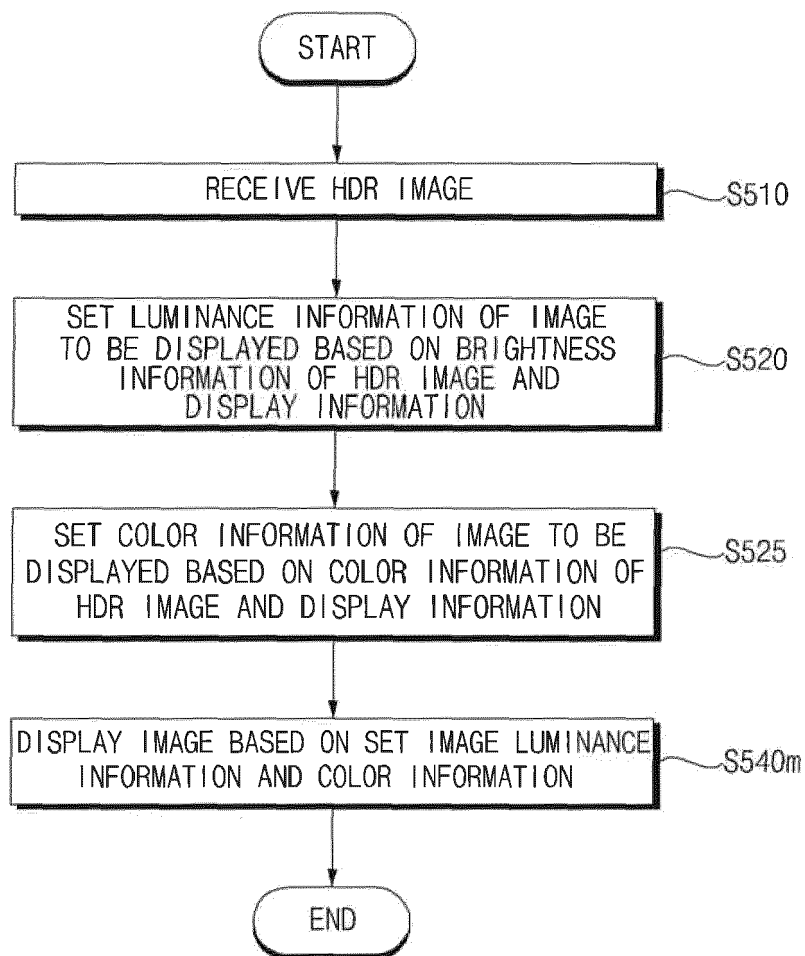 START
RECEIVE HDR IMAGE
S510
SET LUMINANCE INFORMATION OF IMAGE
TO BE DISPLAYED BASED ON BRIGHTNESS
INFORMATION OF HDR IMAGE AND
DISPLAY INFORMATION
S520
SET COLOR INFORMATION OF IMAGE TO BE
DISPLAYED BASED ON COLOR INFORMATION OF
HDR IMAGE AND DISPLAY INFORMATION
S525
DISPLAY IMAGE BASED ON SET IMAGE LUMINANCE
INFORMATION AND COLOR INFORMATION
S540m
END